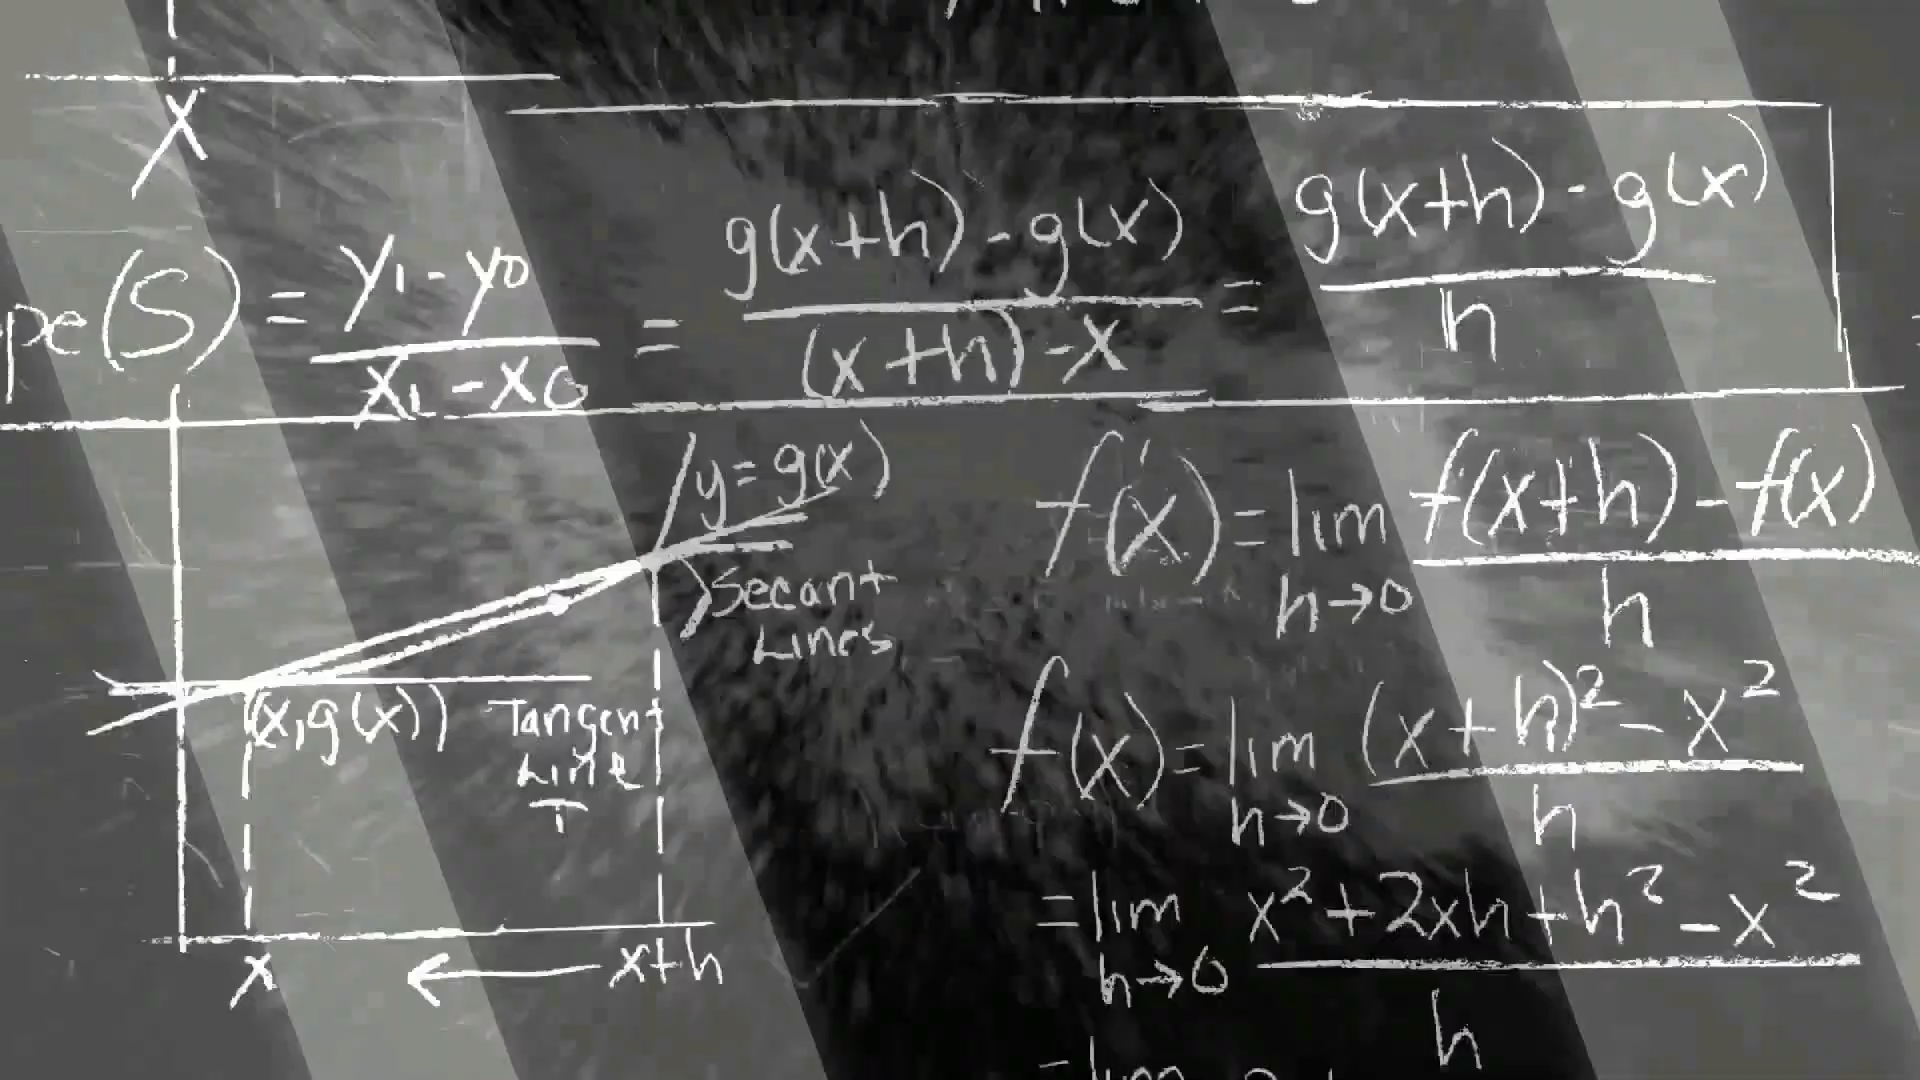 x
pe(S) = y₁ - y₀ / x₁ - x₀ = g(x+h) - g(x) / (x+h) - x = g(x+h) - g(x) / h
y = g(x)
Secant
Lines
(x, g(x))
Tangent
Line
T
x ← x+h
f'(x) = lim h→0 f(x+h) - f(x) / h
f(x) = lim h→0 (x+h)² - x² / h
= lim h→0 x² + 2xh + h² - x² / h
= lim